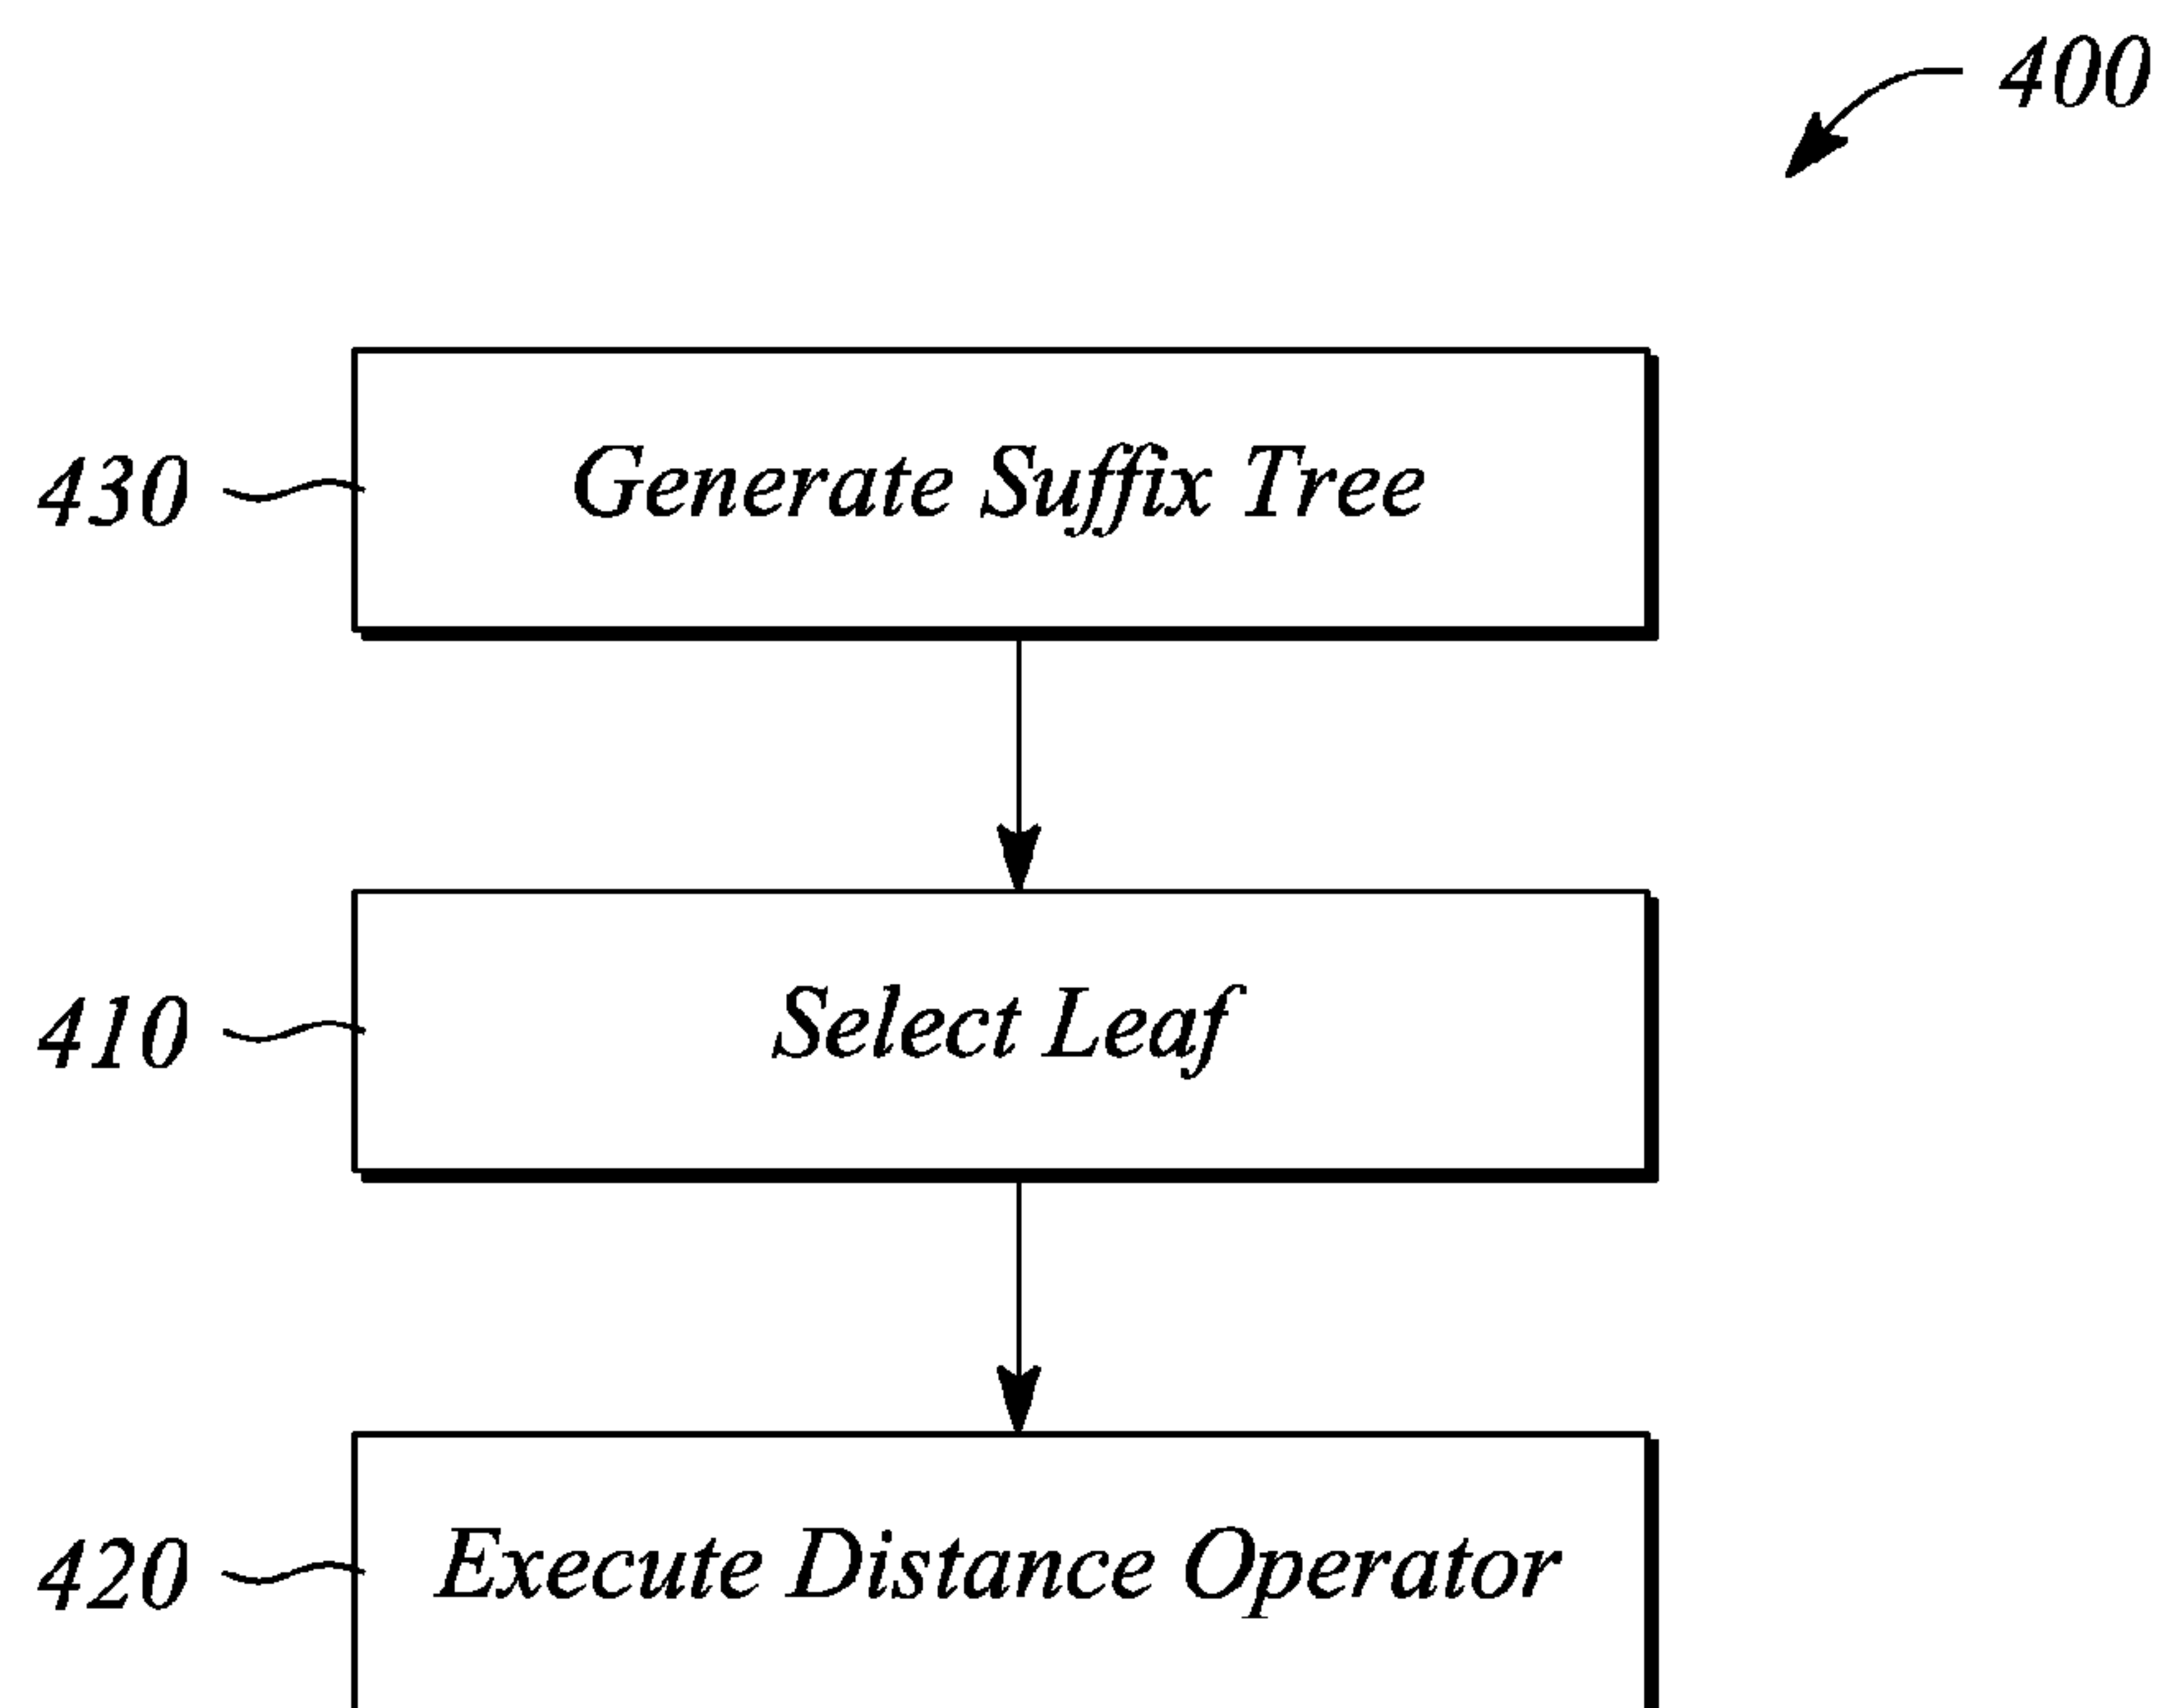 400
430 Generate Suffix Tree
410 Select Leaf
420 Execute Distance Operator